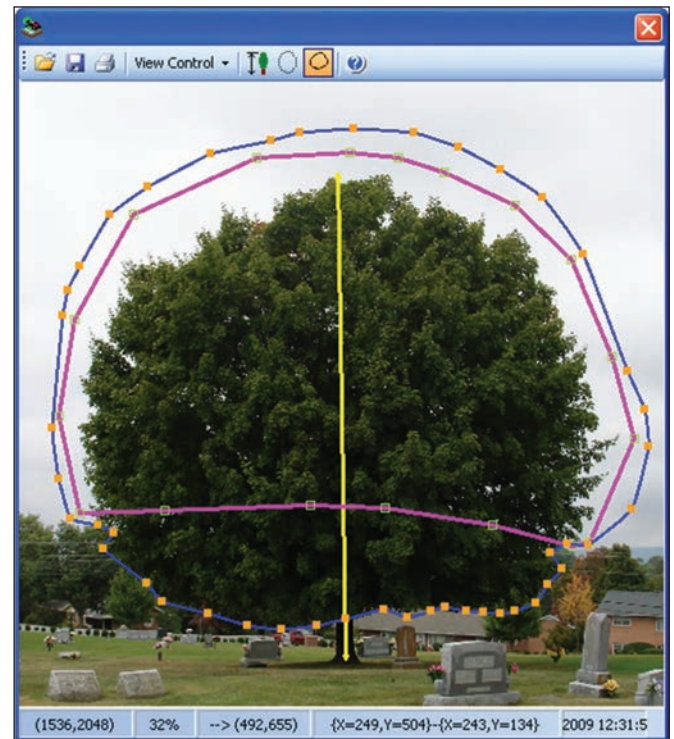 View Control
(1536,2048) 32% --> (492,655) {X=249,Y=504}-{X=243,Y=134} 2009 12:31:5